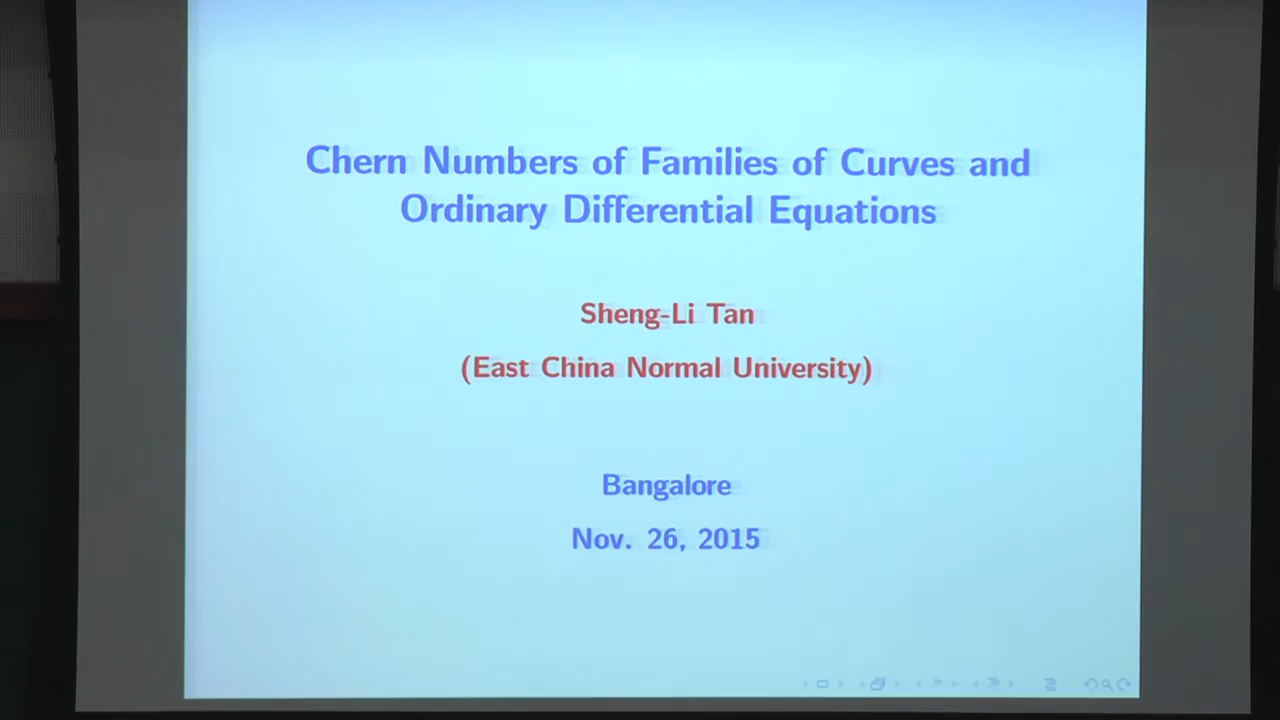 Chern Numbers of Families of Curves and
Ordinary Differential Equations
Sheng-Li Tan
(East China Normal University)
Bangalore
Nov. 26, 2015